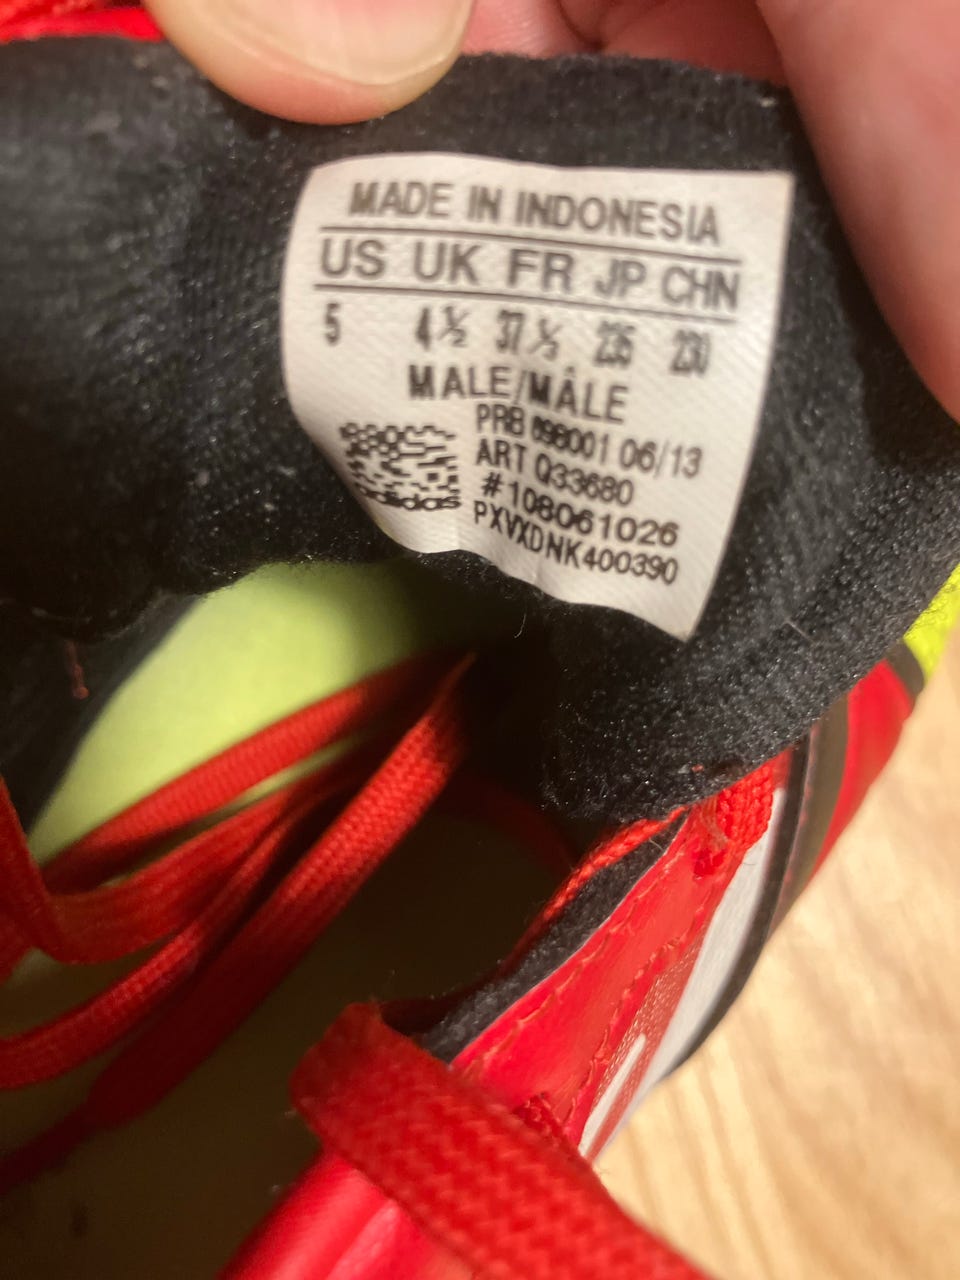 MADE IN INDONESIA
US UK FR JP CHN
5 4½ 37⅓ 235 230
MALE/MÂLE
PRB 698001 06/13
ART Q33680
#108061026
PXVXDNK400390
adidas